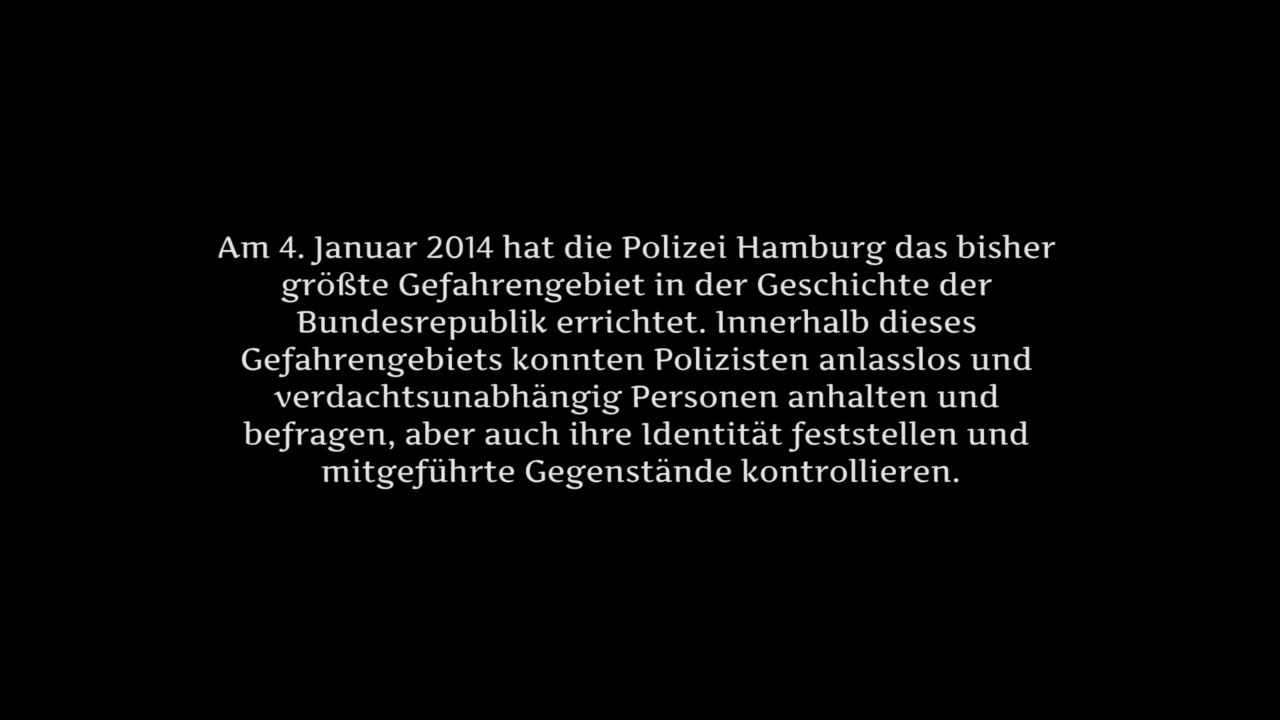 Am 4. Januar 2014 hat die Polizei Hamburg das bisher
größte Gefahrengebiet in der Geschichte der
Bundesrepublik errichtet. Innerhalb dieses
Gefahrengebiets konnten Polizisten anlasslos und
verdachtsunabhängig Personen anhalten und
befragen, aber auch ihre Identität feststellen und
mitgeführte Gegenstände kontrollieren.